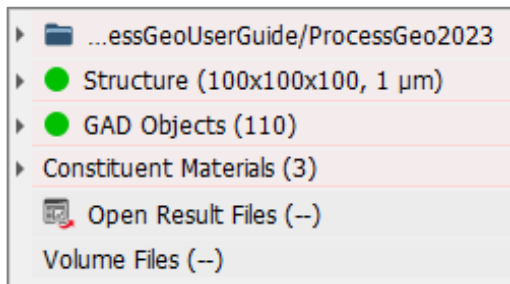 ...essGeoUserGuide/ProcessGeo2023
Structure (100x100x100, 1 µm)
GAD Objects (110)
Constituent Materials (3)
Open Result Files (--)
Volume Files (--)